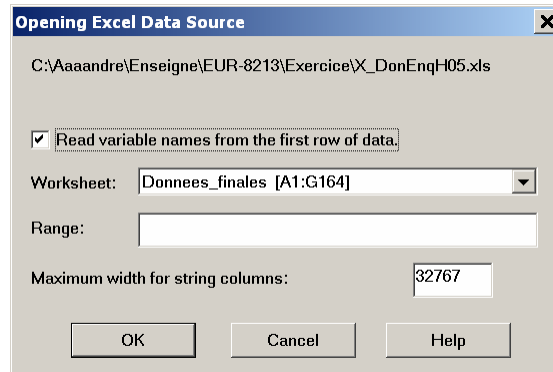 Opening Excel Data Source
C:\Aaaandre\Enseigne\EUR-8213\Exercice\X_DonEnqH05.xls
Read variable names from the first row of data.
Worksheet: Donnees_finales [A1:G164]
Range:
Maximum width for string columns: 32767
OK Cancel Help